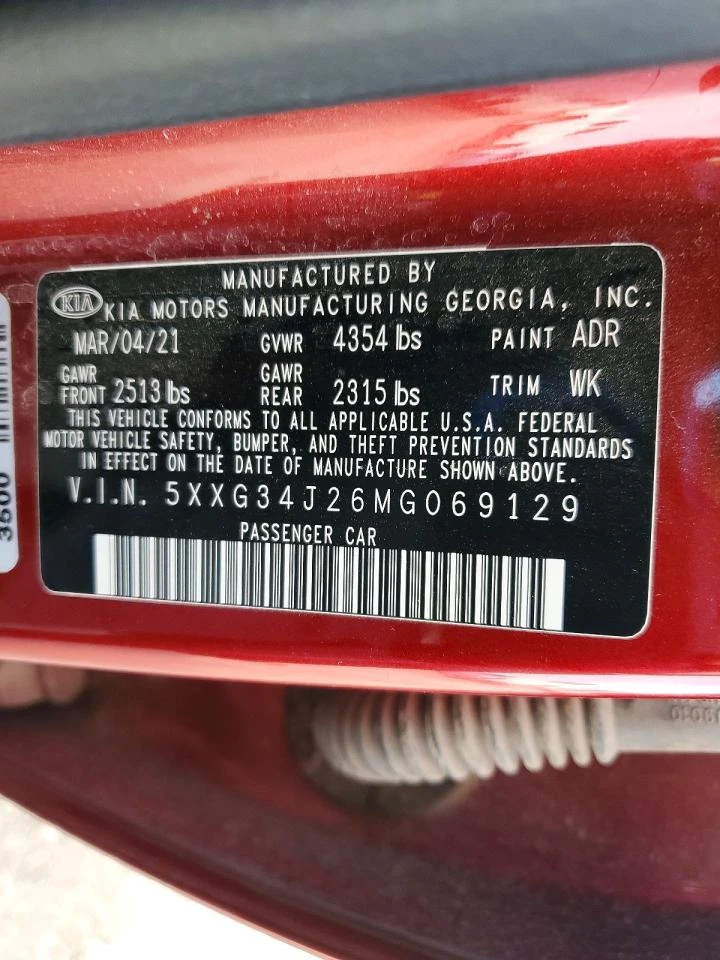 MANUFACTURED BY
KIA KIA MOTORS MANUFACTURING GEORGIA, INC.
MAR/04/21 GVWR 4354 lbs PAINT ADR
GAWR FRONT 2513 lbs GAWR REAR 2315 lbs TRIM WK
THIS VEHICLE CONFORMS TO ALL APPLICABLE U.S.A. FEDERAL
MOTOR VEHICLE SAFETY, BUMPER, AND THEFT PREVENTION STANDARDS
IN EFFECT ON THE DATE OF MANUFACTURE SHOWN ABOVE.
V.I.N. 5XXG34J26MG069129
PASSENGER CAR
3500